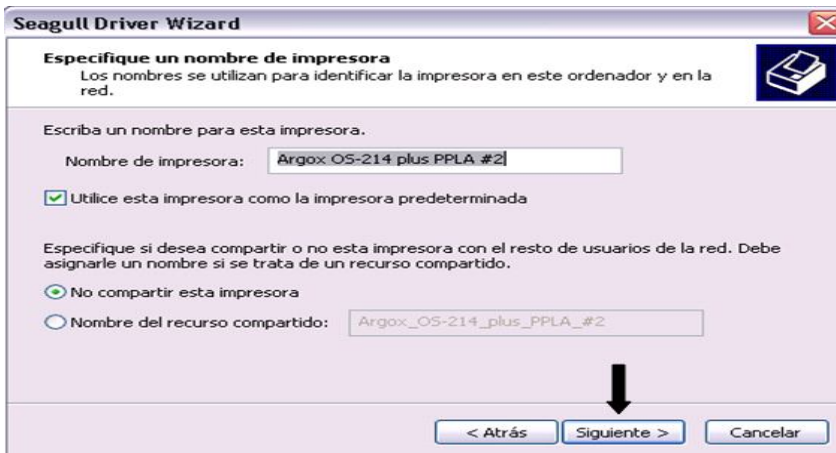 Seagull Driver Wizard
Especifique un nombre de impresora
Los nombres se utilizan para identificar la impresora en este ordenador y en la
red.
Escriba un nombre para esta impresora.
Nombre de impresora: Argox OS-214 plus PPLA #2
Utilice esta impresora como la impresora predeterminada
Especifique si desea compartir o no esta impresora con el resto de usuarios de la red. Debe
asignarle un nombre si se trata de un recurso compartido.
No compartir esta impresora
Nombre del recurso compartido: Argox_OS-214_plus_PPLA_#2
< Atrás Siguiente > Cancelar